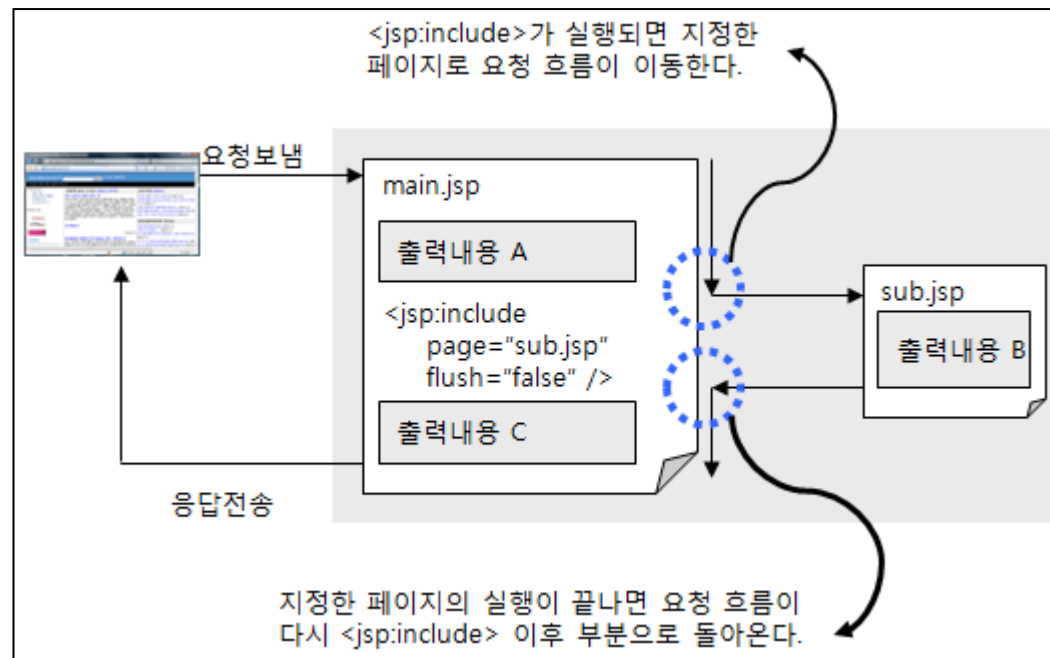 <jsp:include>가 실행되면 지정한
페이지로 요청 흐름이 이동한다.
요청보냄
main.jsp
출력내용 A
<jsp:include
page="sub.jsp"
flush="false" />
출력내용 C
sub.jsp
출력내용 B
응답전송
지정한 페이지의 실행이 끝나면 요청 흐름이
다시 <jsp:include> 이후 부분으로 돌아온다.